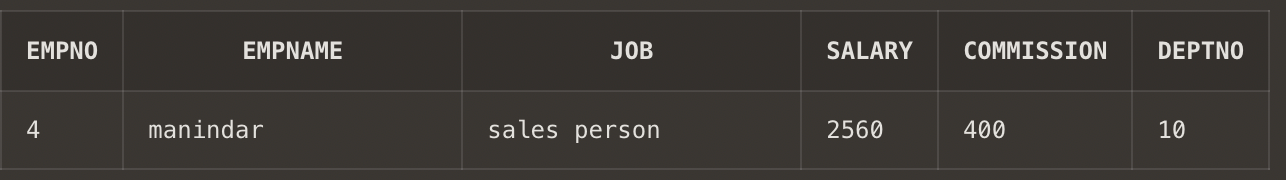 EMPNO EMPNAME JOB SALARY COMMISSION DEPTNO
4 manindar sales person 2560 400 10